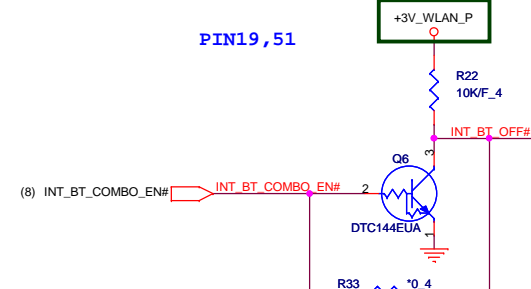 +3V_WLAN_P
PIN19,51
R22
10K/F_4
INT_BT_OFF#
3
Q6
(8) INT_BT_COMBO_EN#
INT_BT_COMBO_EN#
2
DTC144EUA
1
R33
*0_4